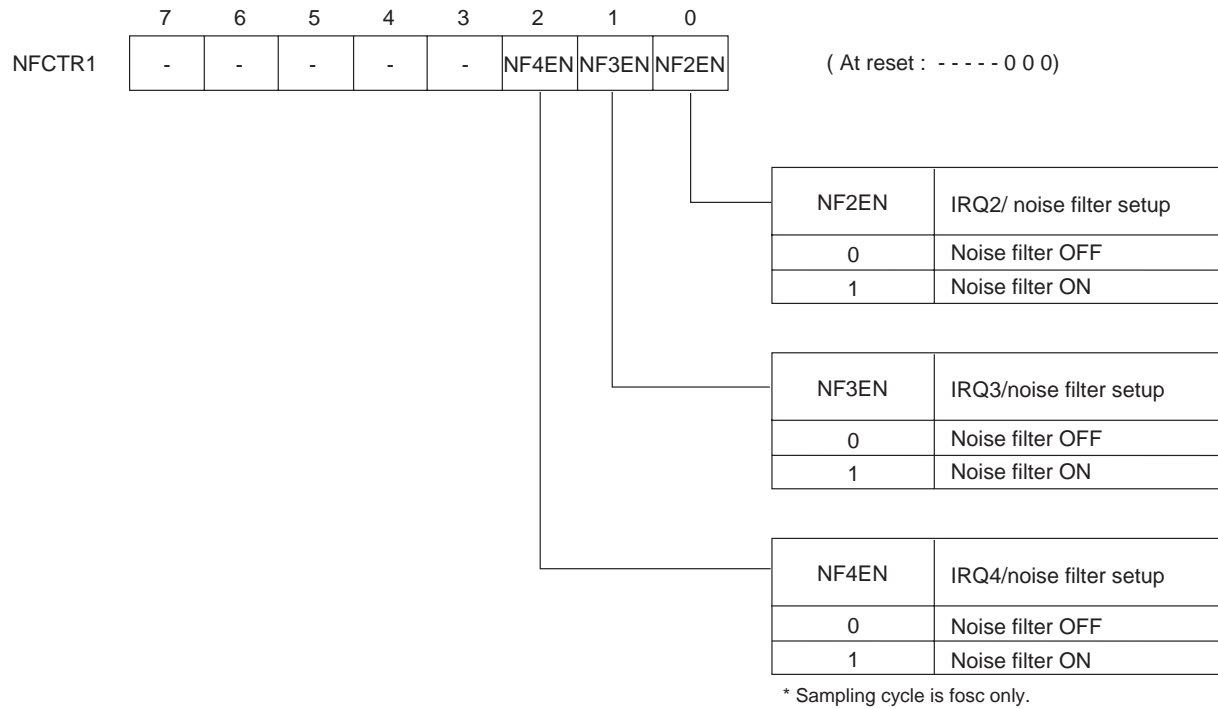 7 6 5 4 3 2 1 0
NFCTR1 - - - - - NF4EN NF3EN NF2EN ( At reset : - - - - - 0 0 0)
NF2EN IRQ2/ noise filter setup
0 Noise filter OFF
1 Noise filter ON
NF3EN IRQ3/noise filter setup
0 Noise filter OFF
1 Noise filter ON
NF4EN IRQ4/noise filter setup
0 Noise filter OFF
1 Noise filter ON
* Sampling cycle is fosc only.